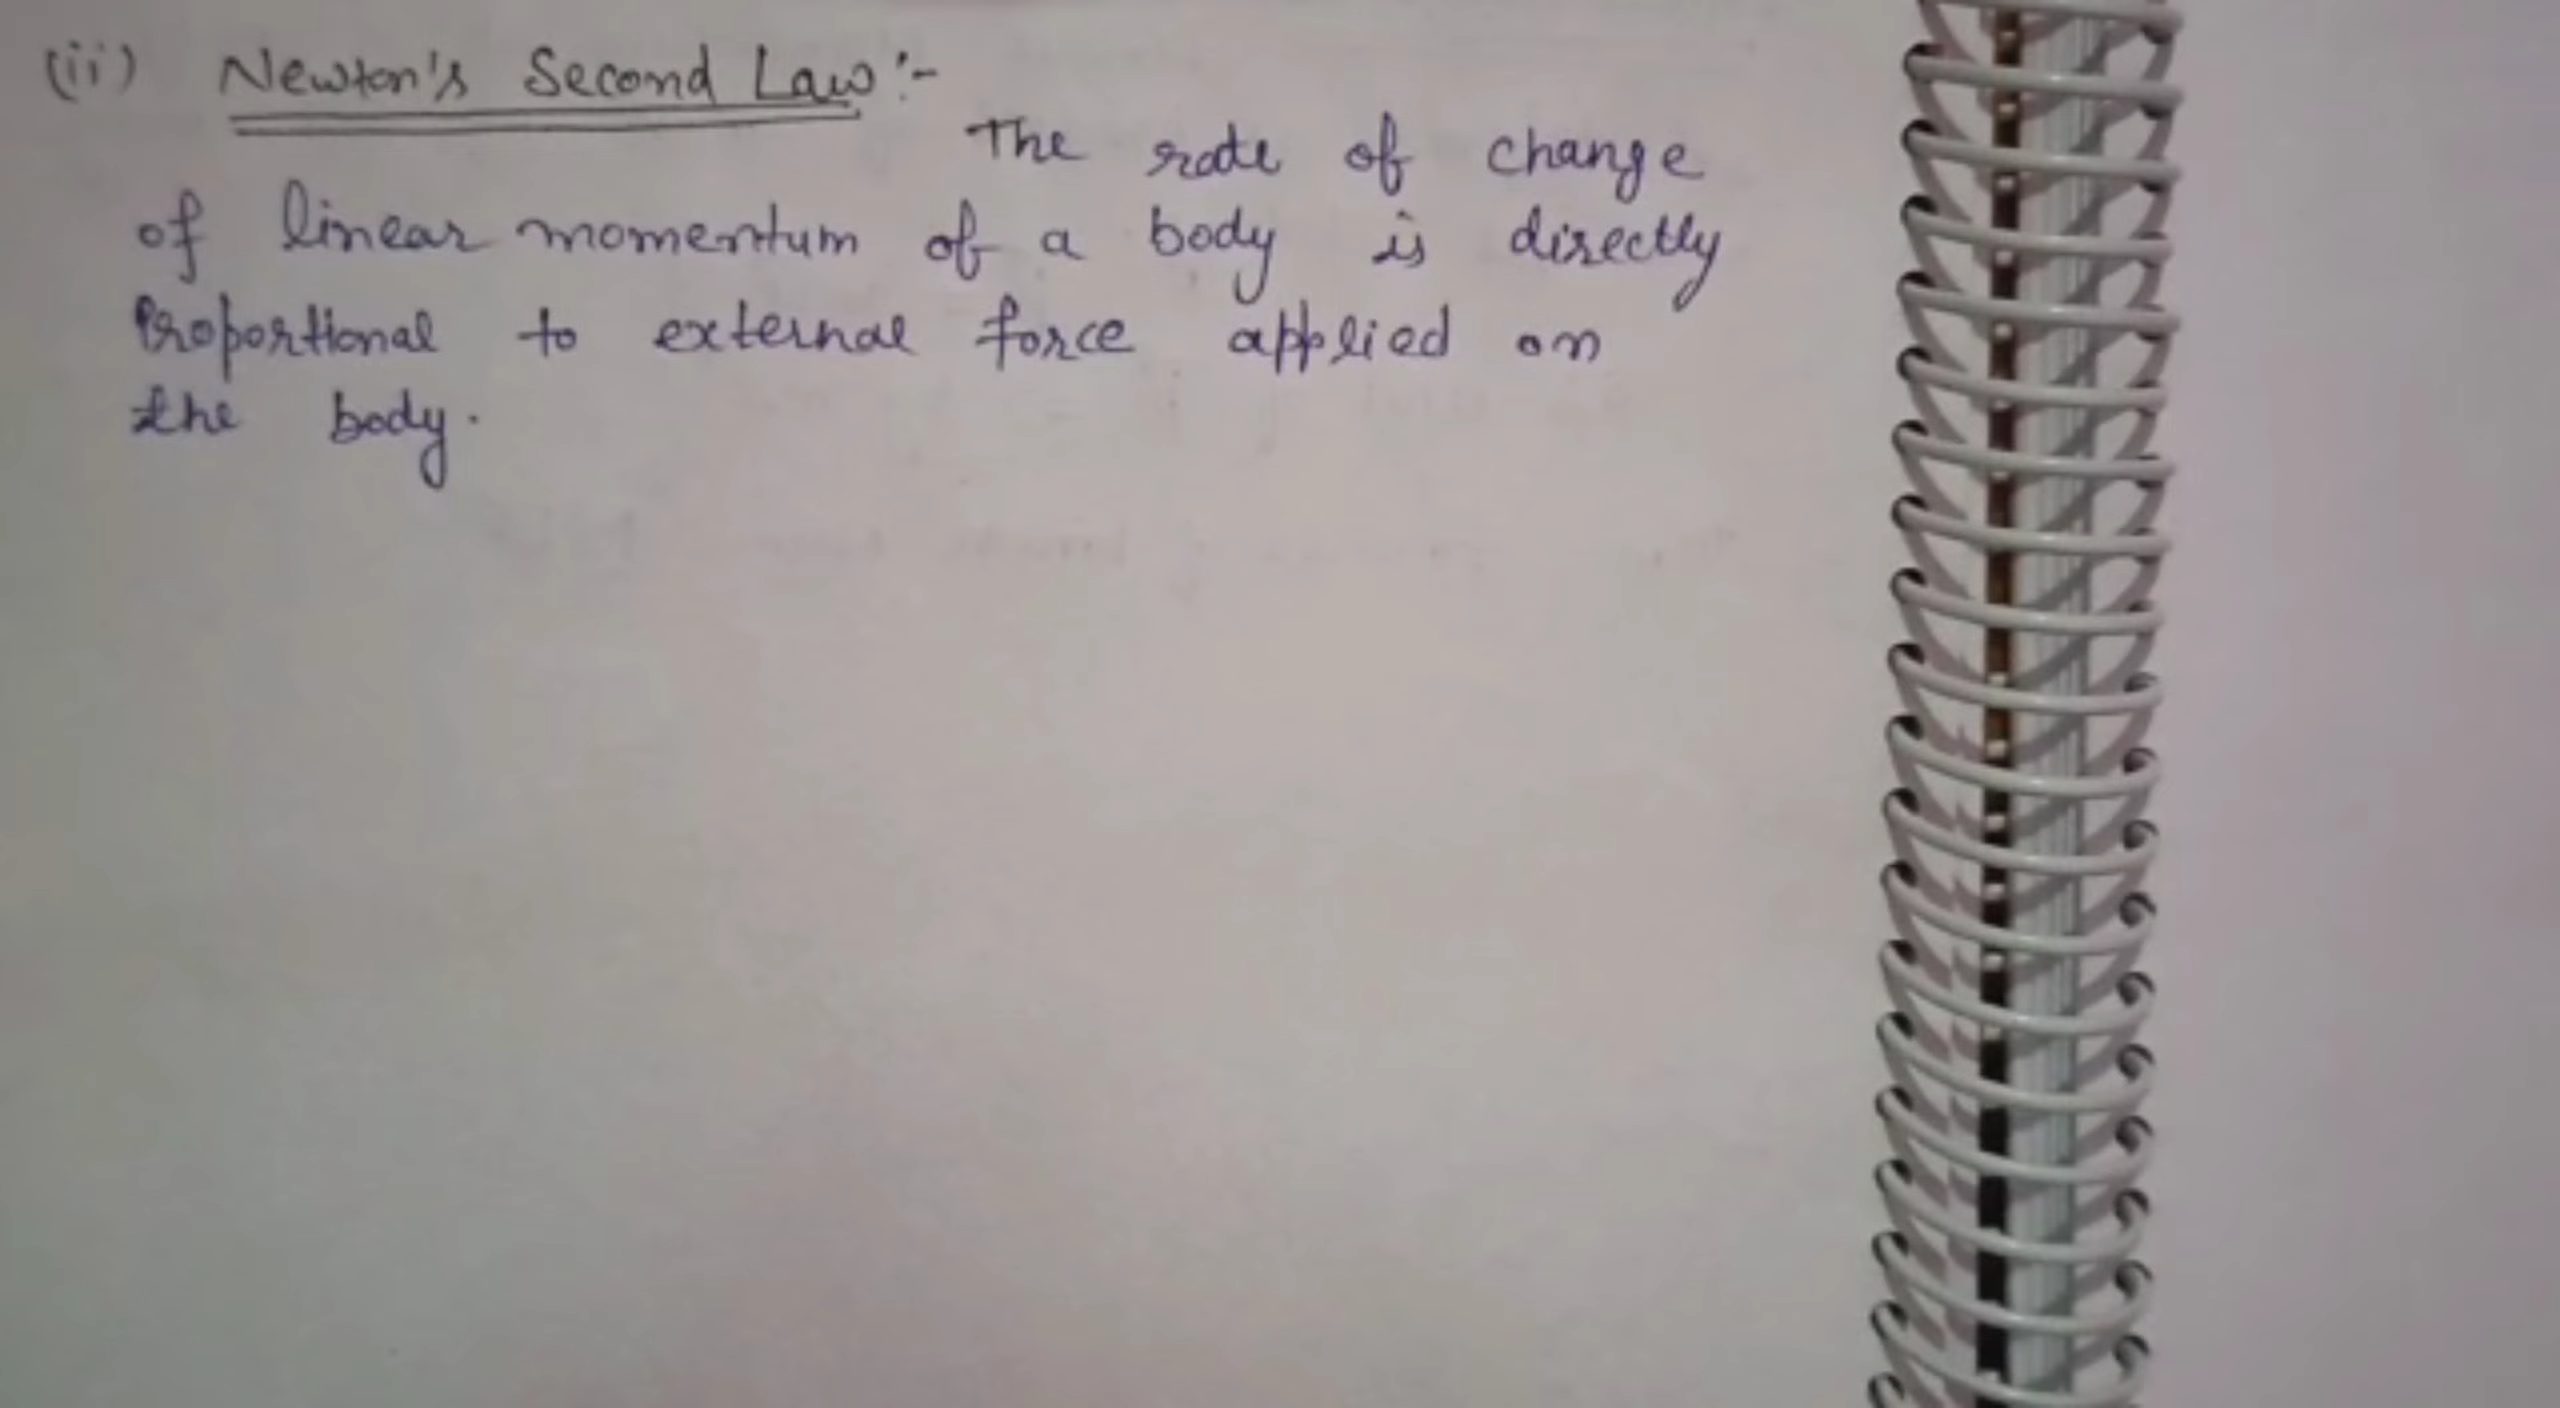 (ii) Newton's Second Law :-
The rate of change
of linear momentum of a body is directly
Proportional to external force applied on
the body.